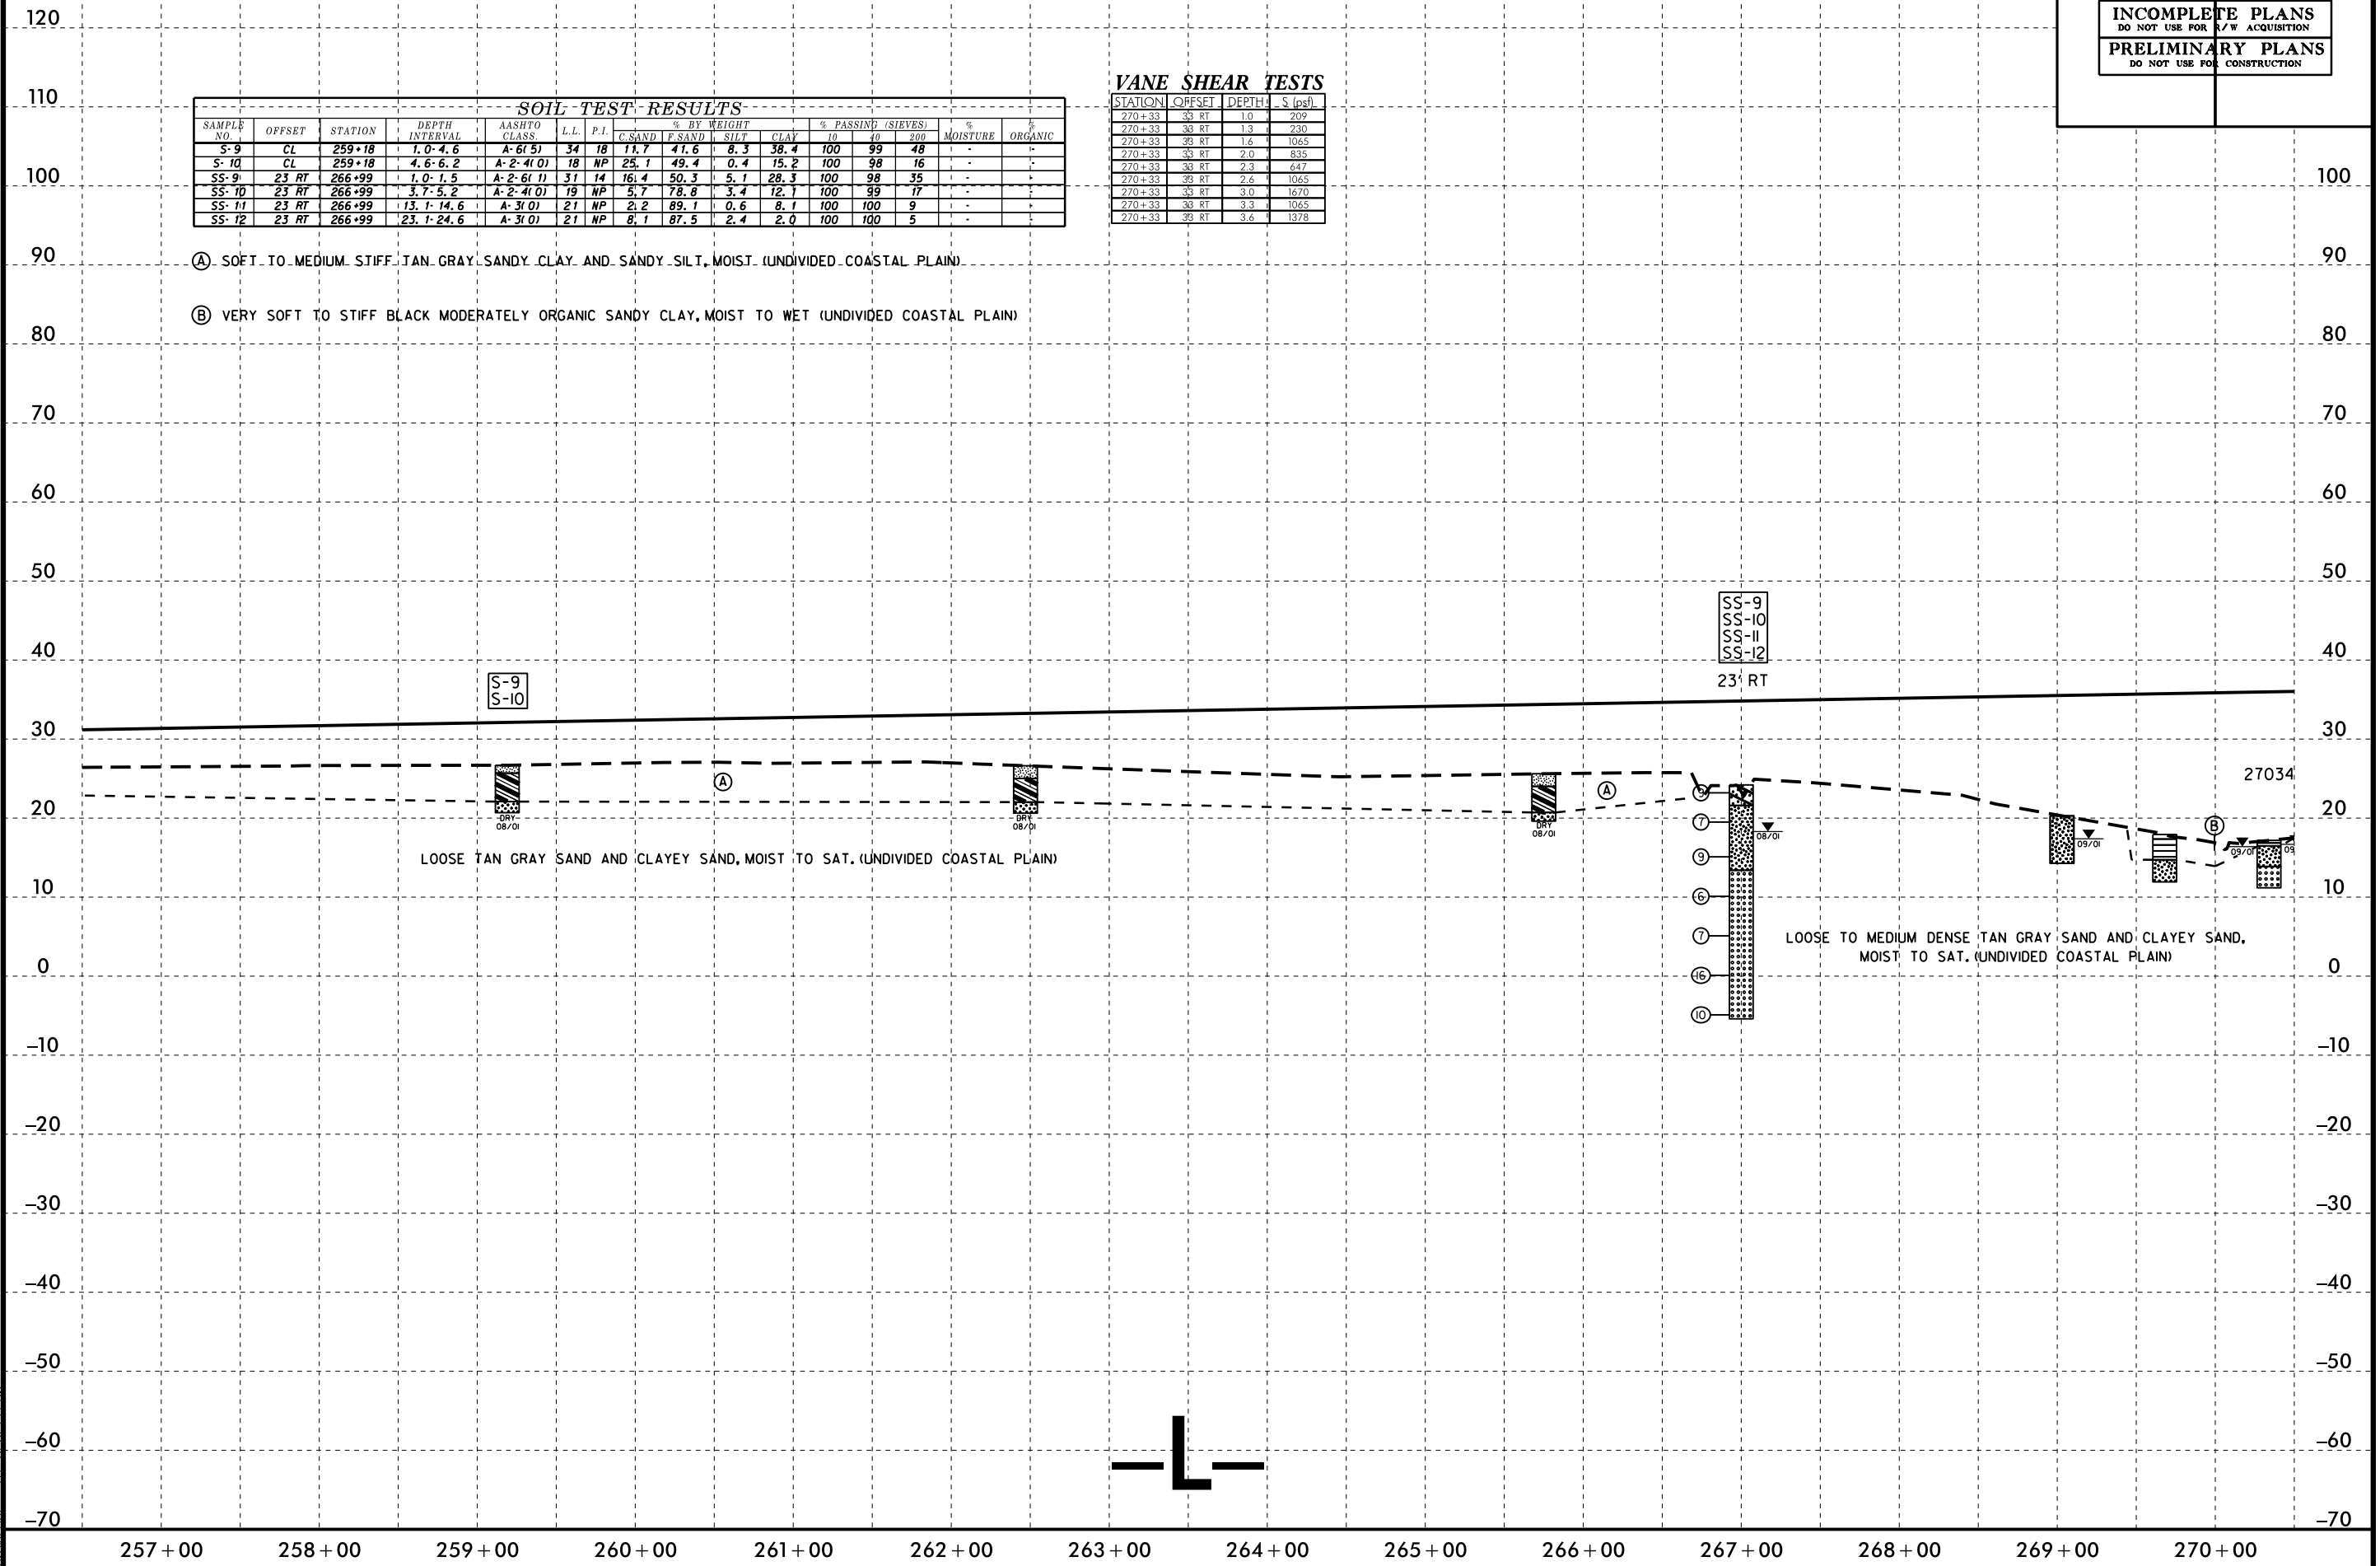 INCOMPLETE PLANS
DO NOT USE FOR R/W ACQUISITION
PRELIMINARY PLANS
DO NOT USE FOR CONSTRUCTION
120
110
100 100
90 90
80 80
70 70
60 60
50 50
40 40
30 30
20 20
10 10
0 0
-10 -10
-20 -20
-30 -30
-40 -40
-50 -50
-60 -60
-70 -70
SOIL TEST RESULTS
SAMPLE NO. OFFSET STATION DEPTH INTERVAL AASHTO CLASS. L.L. P.I. % BY WEIGHT % PASSING (SIEVES) % MOISTURE % ORGANIC
C.SAND F.SAND SILT CLAY 10 40 200
S-9 CL 259+18 1.0-4.6 A-6(5) 34 18 11.7 41.6 8.3 38.4 100 99 48 - -
S-10 CL 259+18 4.6-6.2 A-2-4(0) 18 NP 25.1 49.4 0.4 15.2 100 98 16 - -
SS-9 23 RT 266+99 1.0-1.5 A-2-6(1) 31 14 16.4 50.3 5.1 28.3 100 98 35 - -
SS-10 23 RT 266+99 3.7-5.2 A-2-4(0) 19 NP 5.7 78.8 3.4 12.1 100 99 17 - -
SS-11 23 RT 266+99 13.1-14.6 A-3(0) 21 NP 2.2 89.1 0.6 8.1 100 100 9 - -
SS-12 23 RT 266+99 23.1-24.6 A-3(0) 21 NP 8.1 87.5 2.4 2.0 100 100 5 - -
VANE SHEAR TESTS
STATION OFFSET DEPTH S (psf)
270+33 33 RT 1.0 209
270+33 33 RT 1.3 230
270+33 33 RT 1.6 1065
270+33 33 RT 2.0 835
270+33 33 RT 2.3 647
270+33 33 RT 2.6 1065
270+33 33 RT 3.0 1670
270+33 33 RT 3.3 1065
270+33 33 RT 3.6 1378
A SOFT TO MEDIUM STIFF TAN GRAY SANDY CLAY AND SANDY SILT, MOIST (UNDIVIDED COASTAL PLAIN)
B VERY SOFT TO STIFF BLACK MODERATELY ORGANIC SANDY CLAY, MOIST TO WET (UNDIVIDED COASTAL PLAIN)
SS-9
SS-10
SS-11
SS-12
23' RT
S-9
S-10
27034
A
A
B
DRY
08/01
DRY
08/01
DRY
08/01
7
9
6
7
16
10
08/01
09/01
09/01
09
LOOSE TAN GRAY SAND AND CLAYEY SAND, MOIST TO SAT. (UNDIVIDED COASTAL PLAIN)
LOOSE TO MEDIUM DENSE TAN GRAY SAND AND CLAYEY SAND,
MOIST TO SAT. (UNDIVIDED COASTAL PLAIN)
-L-
257+00 258+00 259+00 260+00 261+00 262+00 263+00 264+00 265+00 266+00 267+00 268+00 269+00 270+00